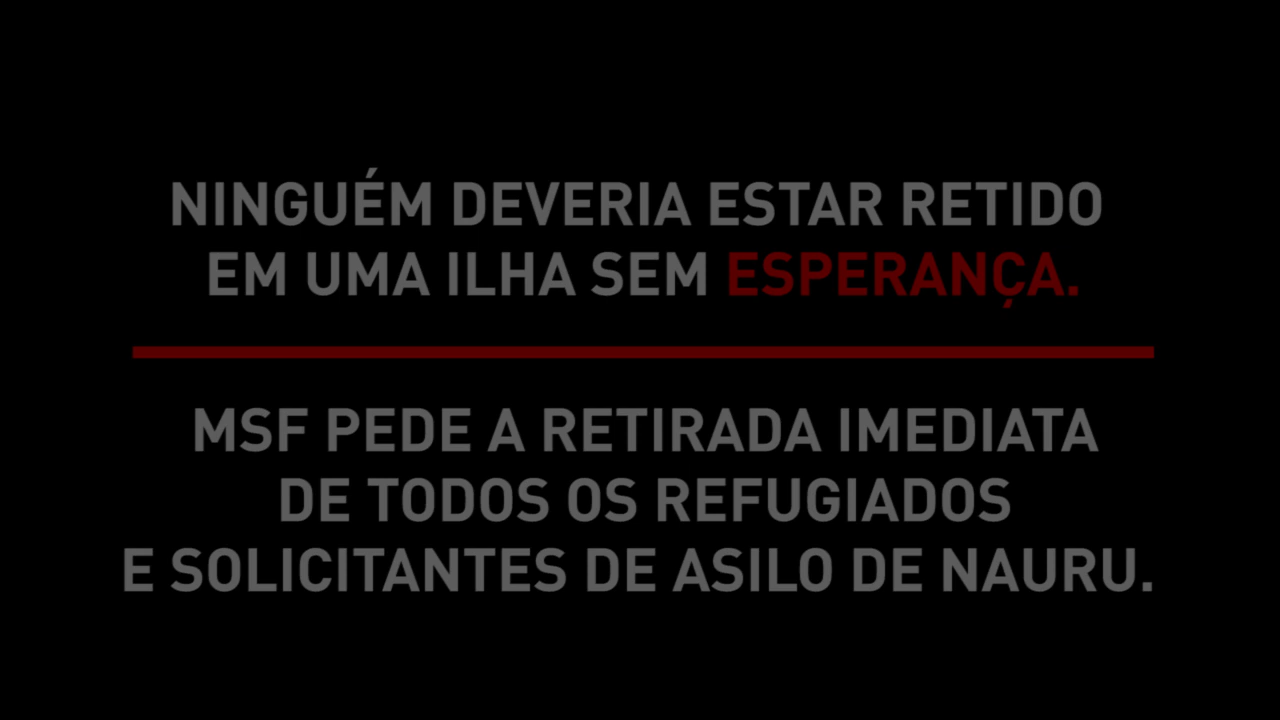 NINGUÉM DEVERIA ESTAR RETIDO
EM UMA ILHA SEM ESPERANÇA.
MSF PEDE A RETIRADA IMEDIATA
DE TODOS OS REFUGIADOS
E SOLICITANTES DE ASILO DE NAURU.